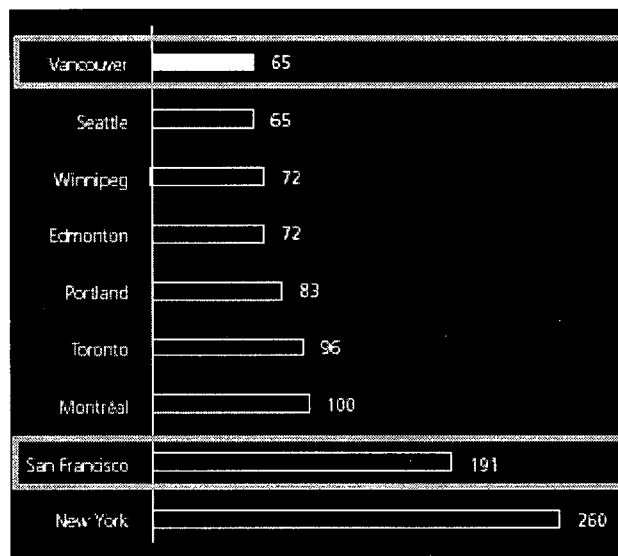 Vancouver 65
Seattle 65
Winnipeg 72
Edmonton 72
Portland 83
Toronto 96
Montréal 100
San Francisco 191
New York 260